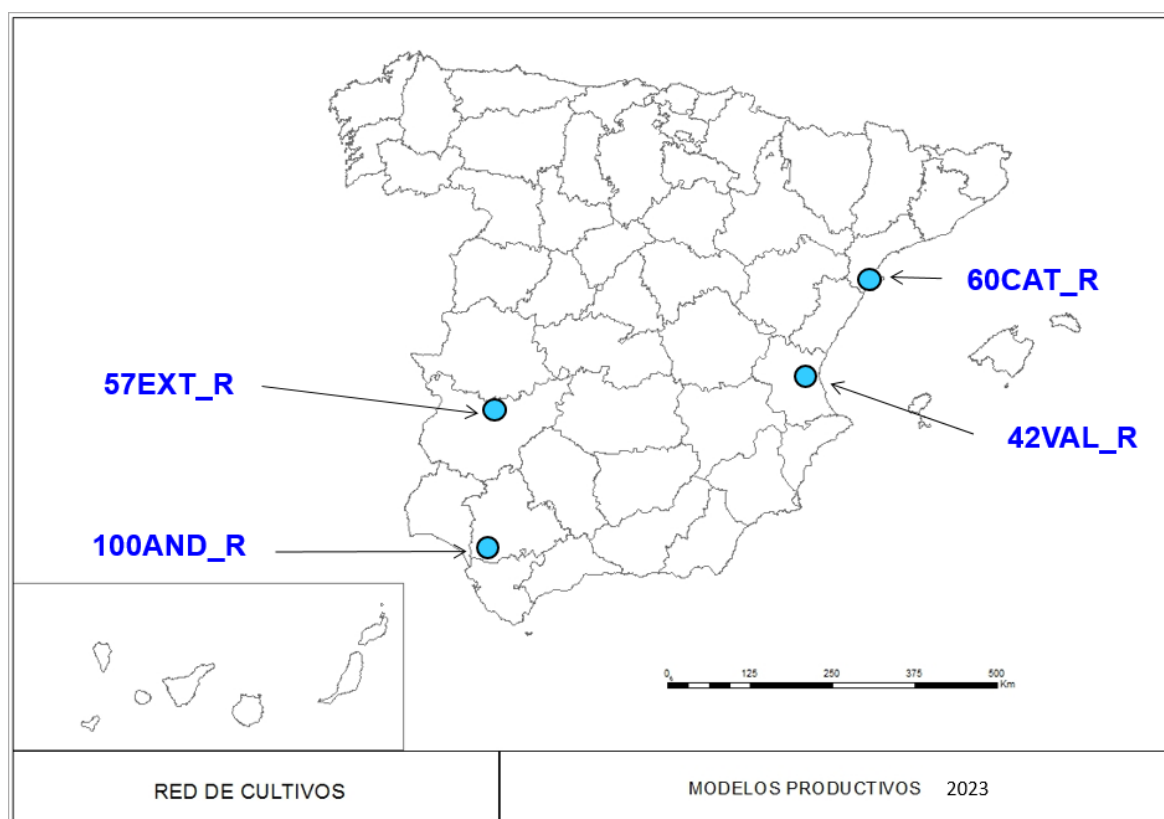 60CAT_R
57EXT_R
42VAL_R
100AND_R
0 125 250 375 500
Km
RED DE CULTIVOS
MODELOS PRODUCTIVOS 2023